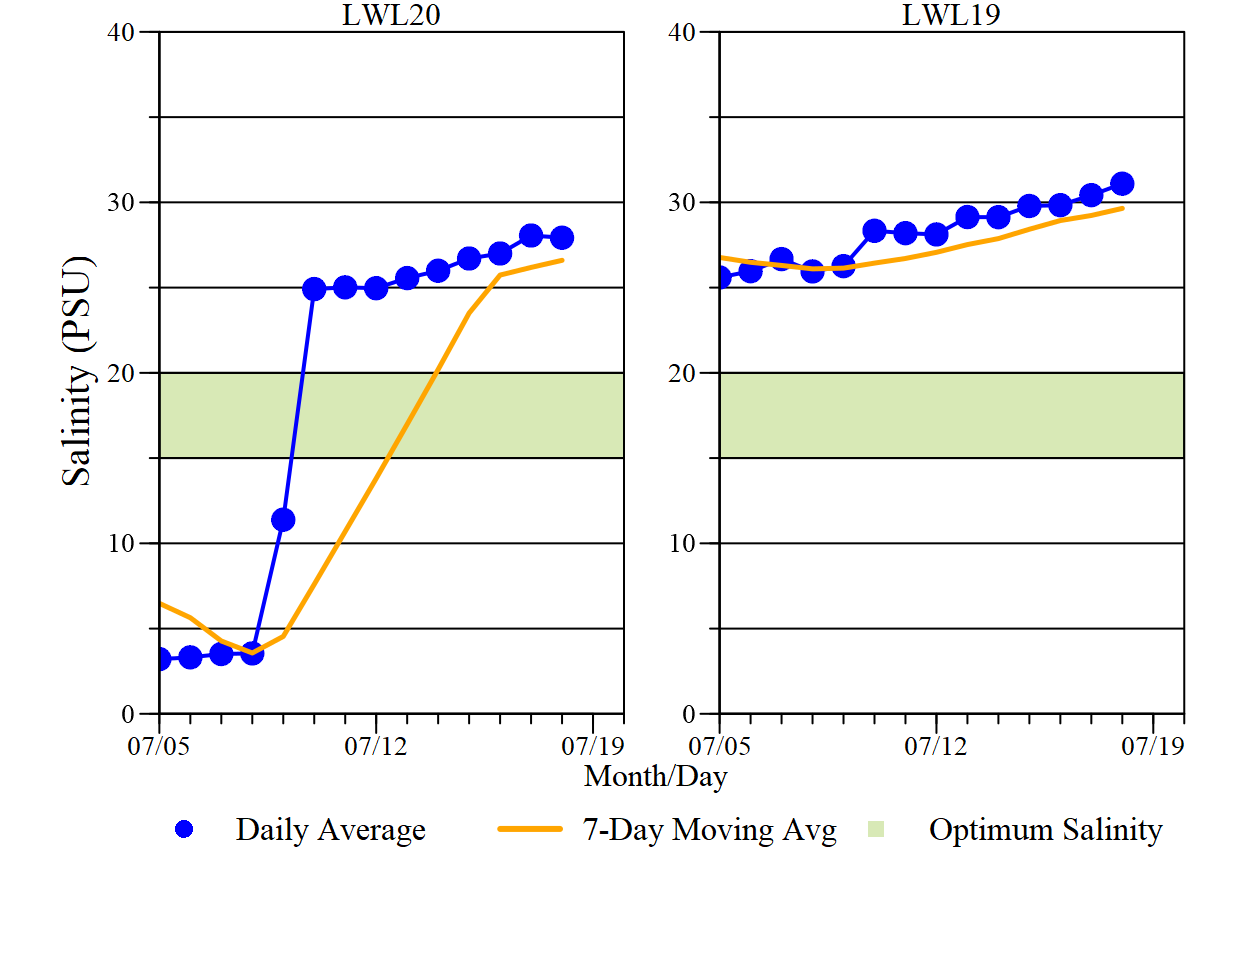 LWL20
LWL19
40
30
20
10
0
40
30
20
10
0
Salinity (PSU)
07/05
07/12
07/19
07/05
07/12
07/19
Month/Day
Daily Average
7-Day Moving Avg
Optimum Salinity